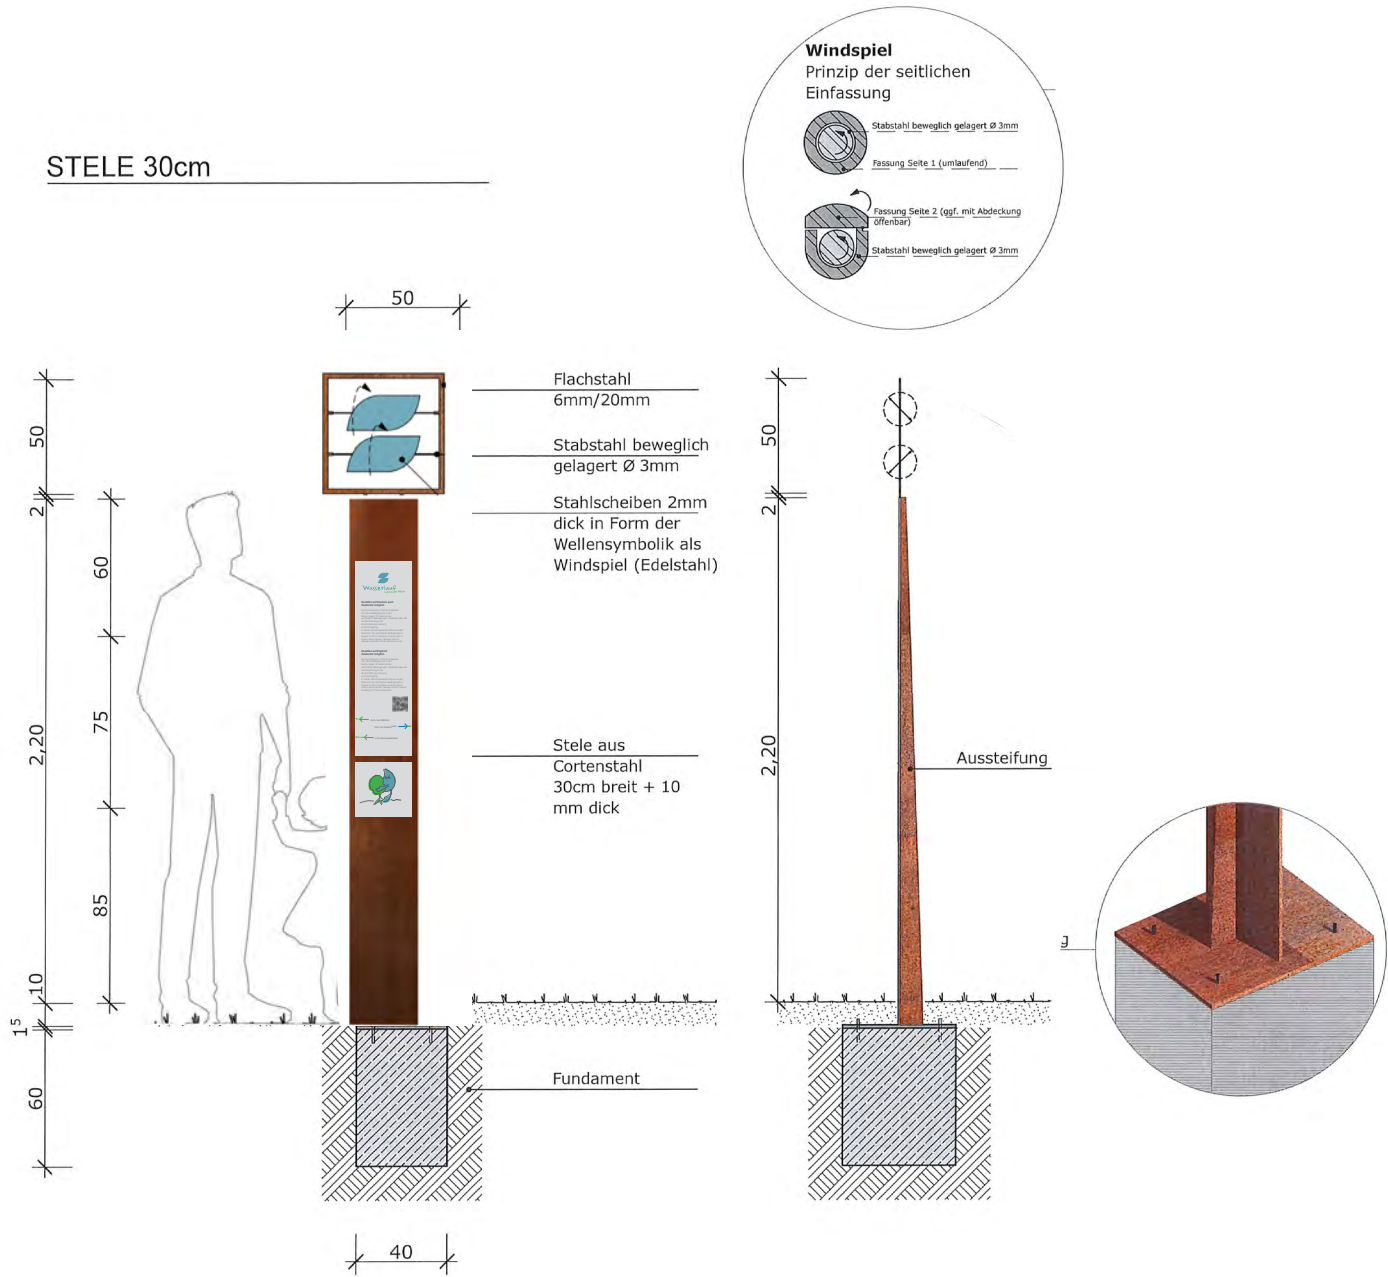 Windspiel
Prinzip der seitlichen
Einfassung
Stabstahl beweglich gelagert Ø 3mm
Fassung Seite 1 (umlaufend)
Fassung Seite 2 (ggf. mit Abdeckung
öffenbar)
Stabstahl beweglich gelagert Ø 3mm
STELE 30cm
50
50
2
2,20
10
1⁵
60
60
75
85
Flachstahl
6mm/20mm
Stabstahl beweglich
gelagert Ø 3mm
Stahlscheiben 2mm
dick in Form der
Wellensymbolik als
Windspiel (Edelstahl)
Stele aus
Cortenstahl
30cm breit + 10
mm dick
Fundament
40
50
2
2,20
Aussteifung
g